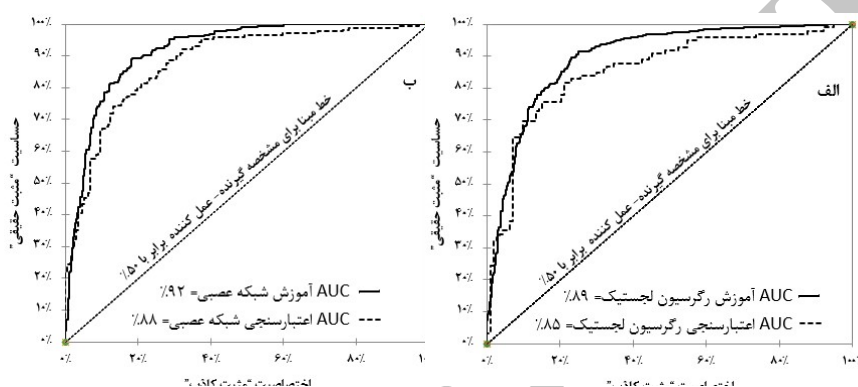 الف
حساسیت "مثبت حقیقی"
۱۰۰٪
۹۰٪
۸۰٪
۷۰٪
۶۰٪
۵۰٪
۴۰٪
۳۰٪
۲۰٪
۱۰٪
۰٪
خط مبنا برای مشخصه گیرنده- عمل کننده برابر با ۵۰٪
AUC آموزش رگرسیون لجستیک= ۸۹٪
AUC اعتبارسنجی رگرسیون لجستیک= ۸۵٪
۰٪ ۲۰٪ ۴۰٪ ۶۰٪ ۸۰٪ ۱۰۰
ب
حساسیت "مثبت حقیقی"
۱۰۰٪
۹۰٪
۸۰٪
۷۰٪
۶۰٪
۵۰٪
۴۰٪
۳۰٪
۲۰٪
۱۰٪
۰٪
خط مبنا برای مشخصه گیرنده- عمل کننده برابر با ۵۰٪
AUC آموزش شبکه عصبی= ۹۲٪
AUC اعتبارسنجی شبکه عصبی= ۸۸٪
۰٪ ۲۰٪ ۴۰٪ ۶۰٪ ۸۰٪ ۱۰